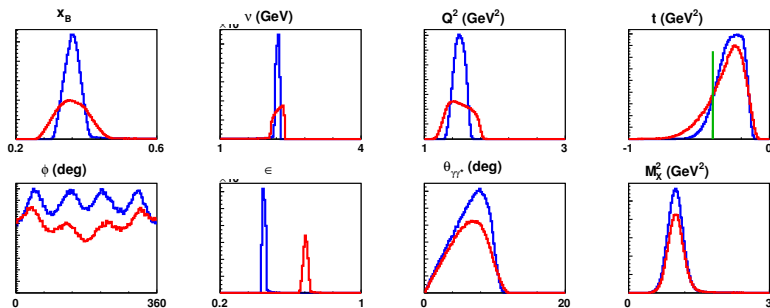 x_B
ν (GeV)
Q² (GeV²)
t (GeV²)
0.2 0.6
1 4
1 3
-1 0
ϕ (deg)
∈
θ_γγ* (deg)
M_X² (GeV²)
0 360
0.2 1
0 20
0